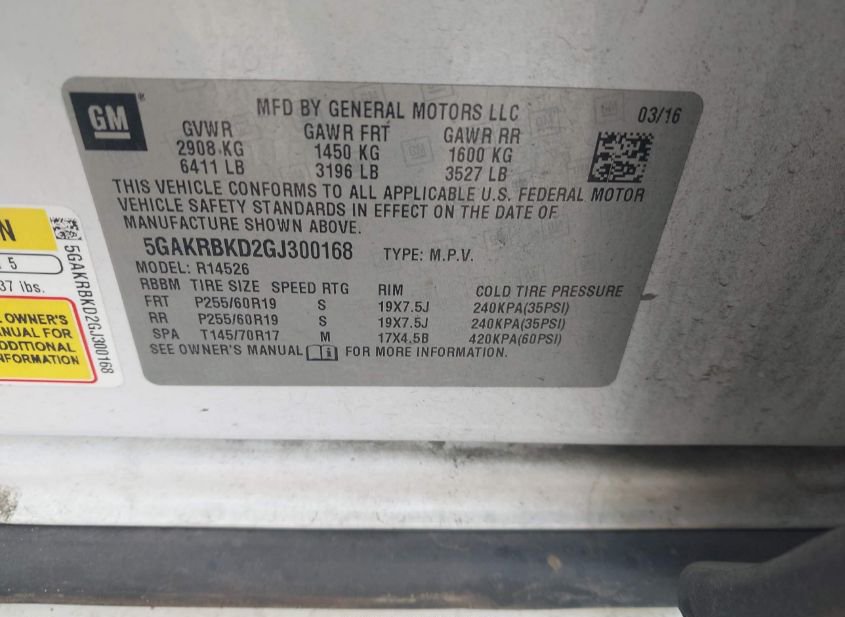 GM
MFD BY GENERAL MOTORS LLC
03/16
GVWR GAWR FRT GAWR RR
2908 KG 1450 KG 1600 KG
6411 LB 3196 LB 3527 LB
THIS VEHICLE CONFORMS TO ALL APPLICABLE U.S. FEDERAL MOTOR
VEHICLE SAFETY STANDARDS IN EFFECT ON THE DATE OF
MANUFACTURE SHOWN ABOVE.
5GAKRBKD2GJ300168 TYPE: M.P.V.
MODEL: R14526
RBBM TIRE SIZE SPEED RTG RIM COLD TIRE PRESSURE
FRT P255/60R19 S 19X7.5J 240KPA(35PSI)
RR P255/60R19 S 19X7.5J 240KPA(35PSI)
SPA T145/70R17 M 17X4.5B 420KPA(60PSI)
SEE OWNER'S MANUAL FOR MORE INFORMATION.
5
lbs.
OWNER'S
MANUAL FOR
ADDITIONAL
INFORMATION
5GAKRBKD2GJ300168